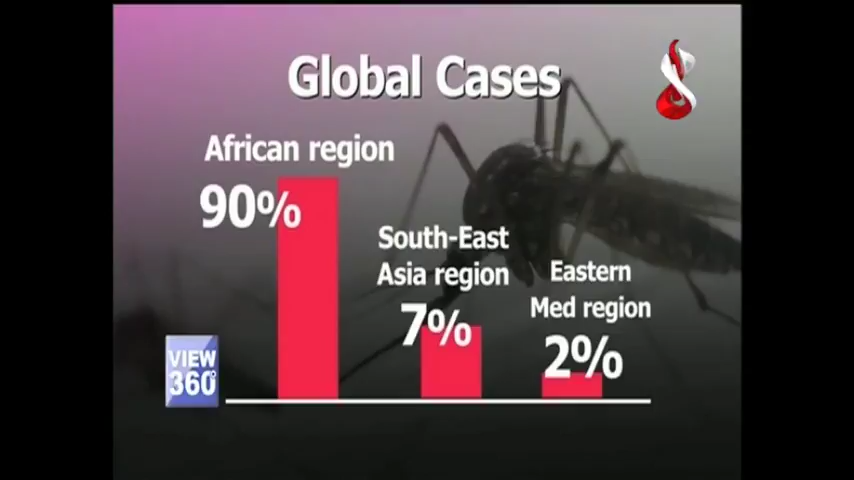 Global Cases
African region
90%
South-East
Asia region
7%
Eastern
Med region
2%
VIEW
360°